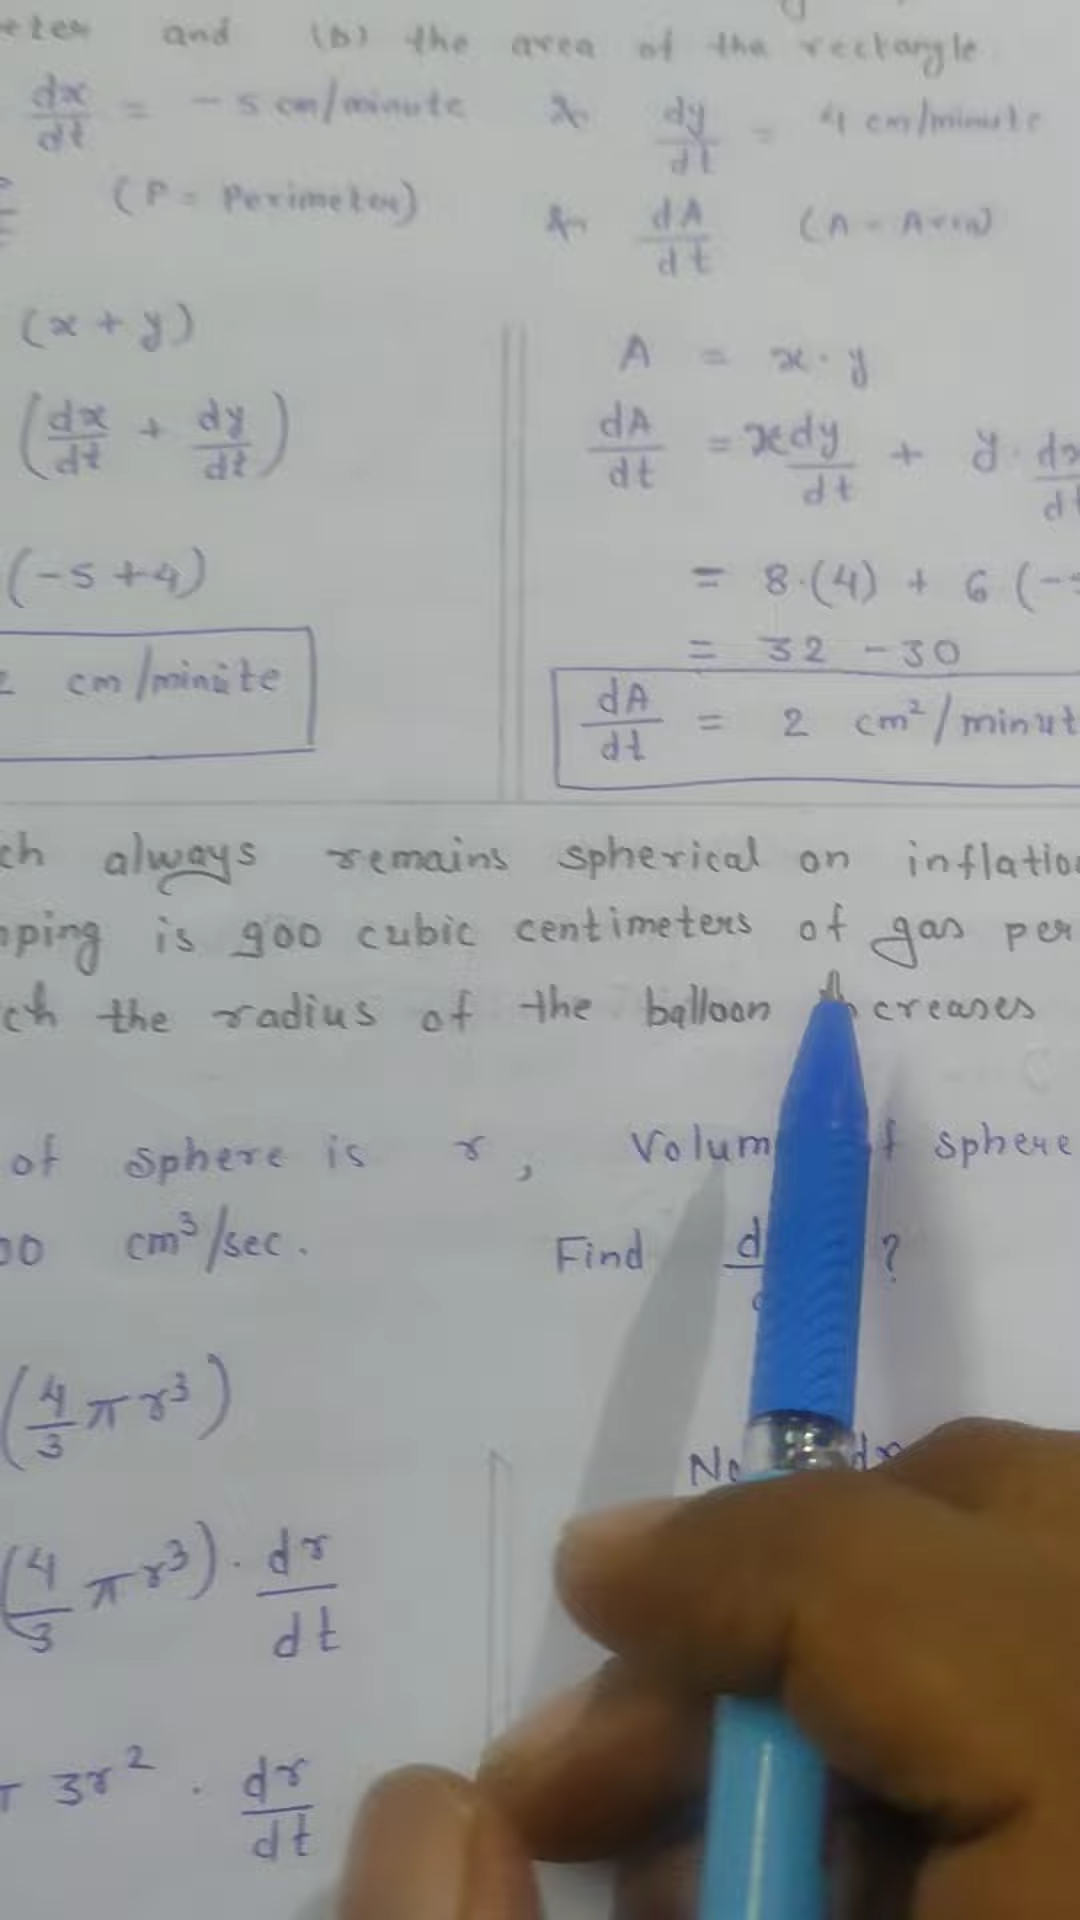 and (b) the area of the rectangle
dx/dt = -5 cm/minute & dy/dt = 4 cm/minute
(P = Perimeter) & dA/dt (A - Area)
(x + y)
(dx/dt + dy/dt)
(-5 + 4)
cm/minute
A = x · y
dA/dt = x dy/dt + y ·
= 8·(4) + 6 (-
= 32 - 30
dA/dt = 2 cm²/minut
ch always remains spherical on inflatio
ping is 900 cubic centimeters of gas per
ch the radius of the balloon creases
of sphere is r, Volum sphere
00 cm³/sec. Find d ?
(4/3 π r³)
(4/3 π r³) · dr/dt
3r² · dr/dt